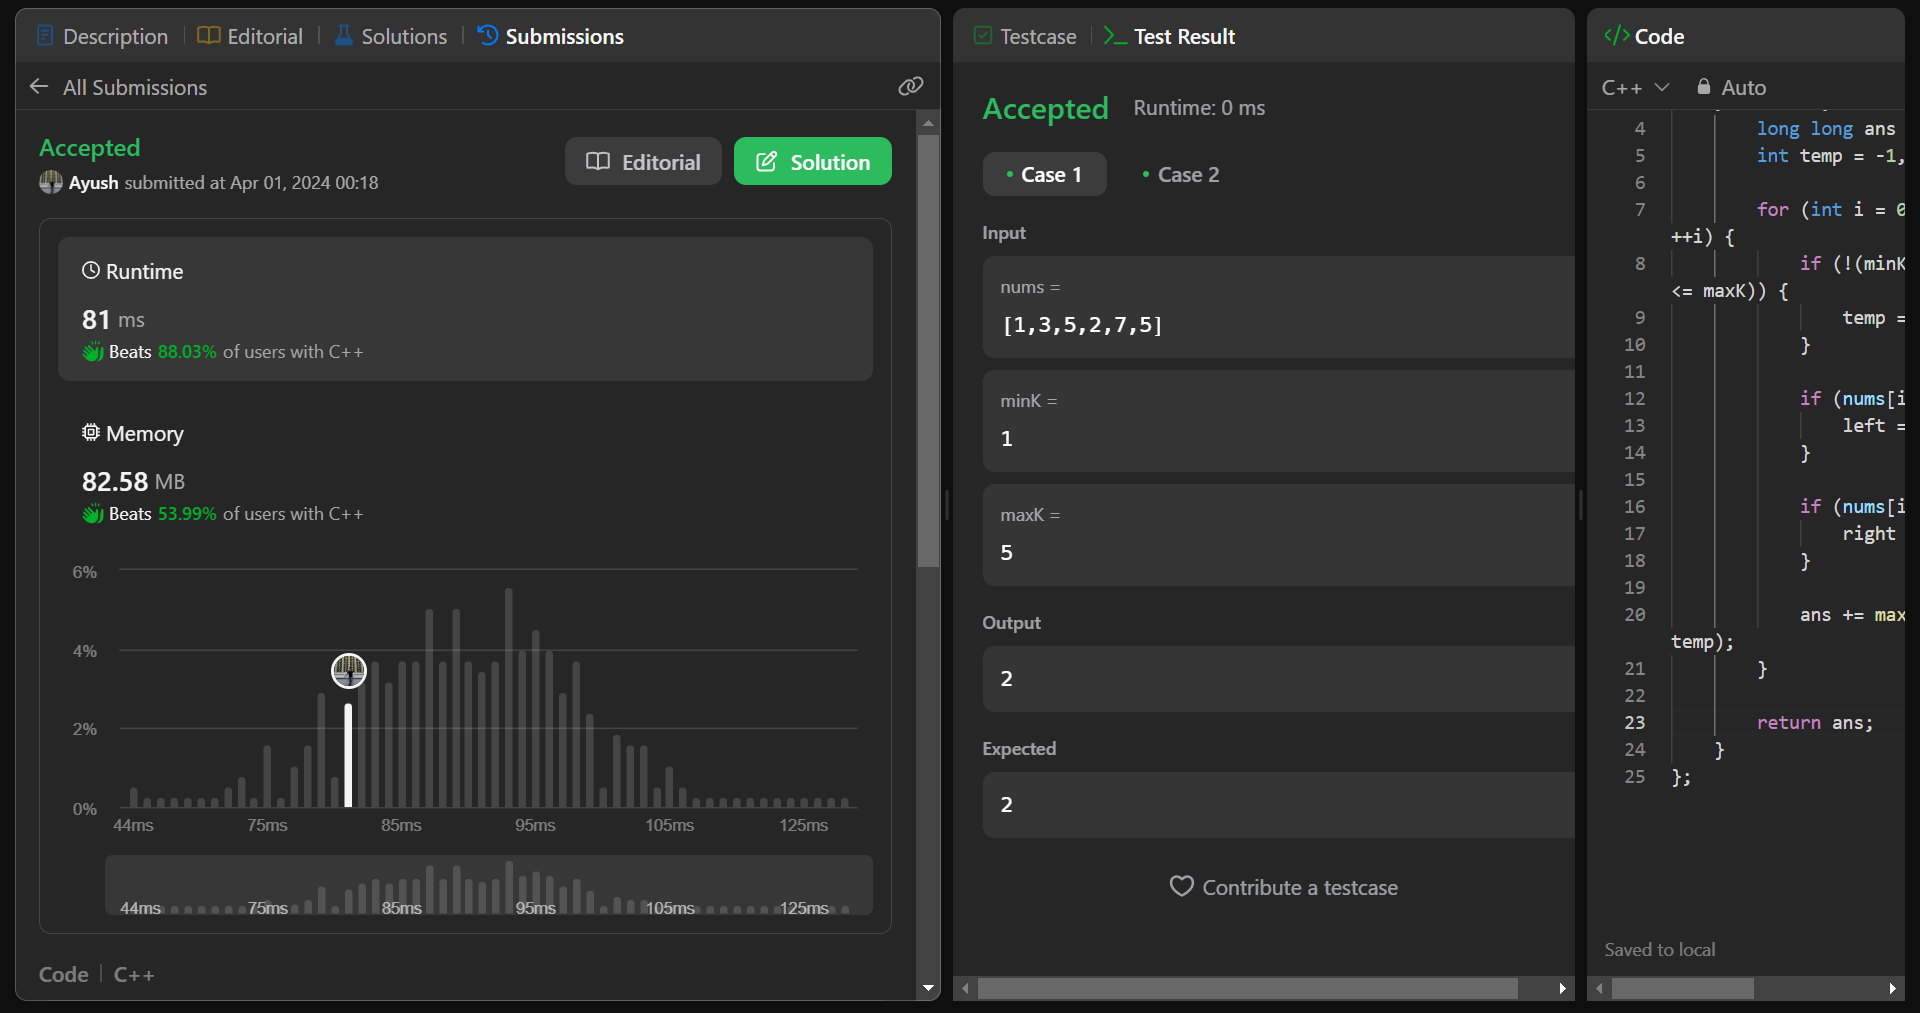 Description
Editorial
Solutions
Submissions
All Submissions
Accepted
Ayush submitted at Apr 01, 2024 00:18
Editorial
Solution
Runtime
81 ms
Beats 88.03% of users with C++
Memory
82.58 MB
Beats 53.99% of users with C++
6%
4%
2%
0%
44ms 75ms 85ms 95ms 105ms 125ms
44ms 75ms 85ms 95ms 105ms 125ms
Code
C++
Testcase
Test Result
Accepted Runtime: 0 ms
Case 1
Case 2
Input
nums =
[1,3,5,2,7,5]
minK =
1
maxK =
5
Output
2
Expected
2
Contribute a testcase
Code
C++ Auto
4 long long ans
5 int temp = -1,
6
7 for (int i = 0
++i) {
8 if (!(minK
<= maxK)) {
9 temp =
10 }
11
12 if (nums[i
13 left =
14 }
15
16 if (nums[i
17 right
18 }
19
20 ans += max
temp);
21 }
22
23 return ans;
24 }
25 };
Saved to local